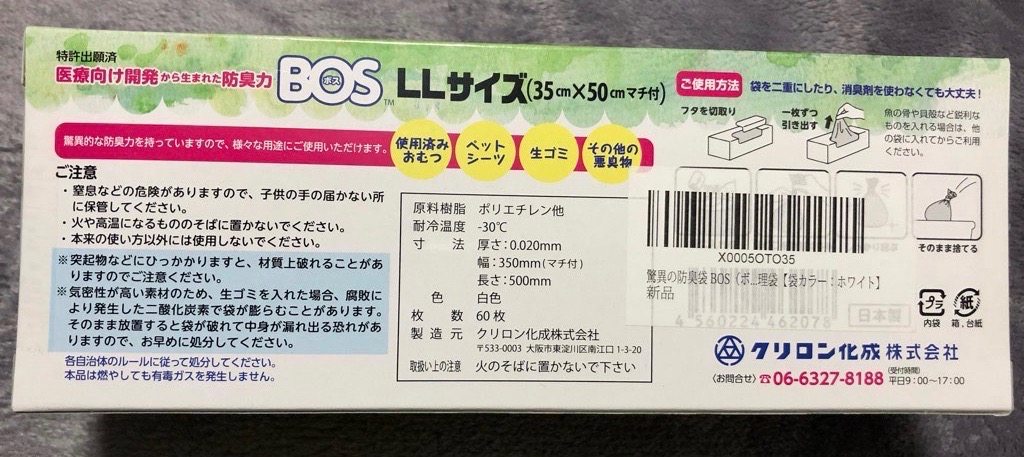 特許出願済
医療向け開発から生まれた防臭力
BOS
ボス
TM
LLサイズ(35cm×50cmマチ付)
ご使用方法
袋を二重にしたり、消臭剤を使わなくても大丈夫!
フタを切取り
一枚ずつ
引き出す
魚の骨や貝殻など鋭利な
ものを入れる場合は、他
の袋に入れてからご利用
ください。
驚異的な防臭力を持っていますので、様々な用途にご使用いただけます。
使用済み
おむつ
ペット
シーツ
生ゴミ
その他の
悪臭物
ご注意
・窒息などの危険がありますので、子供の手の届かない所
に保管してください。
・火や高温になるもののそばに置かないでください。
・本来の使い方以外には使用しないでください。
※突起物などにひっかかりますと、材質上破れることがあ
りますのでご注意ください。
※気密性が高い素材のため、生ゴミを入れた場合、腐敗に
より発生した二酸化炭素で袋が膨らむことがあります。
そのまま放置すると袋が破れて中身が漏れ出る恐れがあ
りますので、お早めに処分してください。
各自治体のルールに従って処分してください。
本品は燃やしても有毒ガスを発生しません。
原料樹脂 ポリエチレン他
耐冷温度 -30℃
寸法 厚さ:0.020mm
幅:350mm(マチ付)
長さ:500mm
色 白色
枚数 60枚
製造元 クリロン化成株式会社
〒533-0003 大阪市東淀川区南江口1-3-20
取扱い上の注意 火のそばに置かないで下さい
X0005OTO35
驚異の防臭袋 BOS (ボ...理袋【袋カラー:ホワイト】
新品
4560224462078
日本製
そのまま捨てる
プラ
内袋
紙
箱、台紙
クリロン化成株式会社
〈お問合せ〉☎06-6327-8188
(受付時間)
平日9:00~17:00